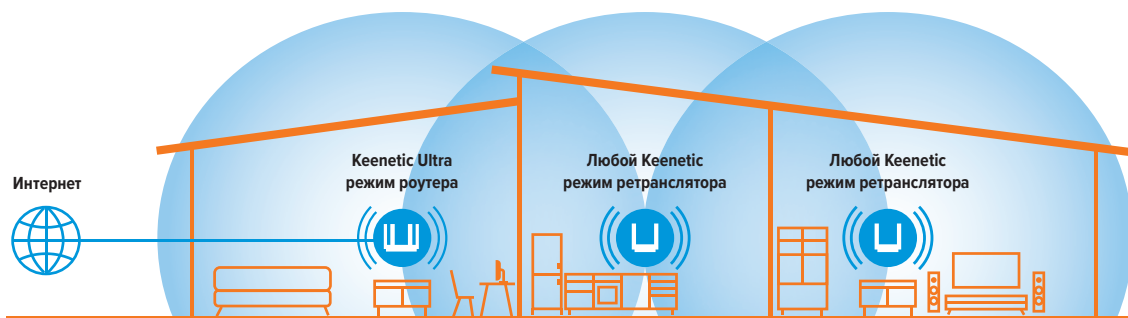 Интернет
Keenetic Ultra
режим роутера
Любой Keenetic
режим ретранслятора
Любой Keenetic
режим ретранслятора